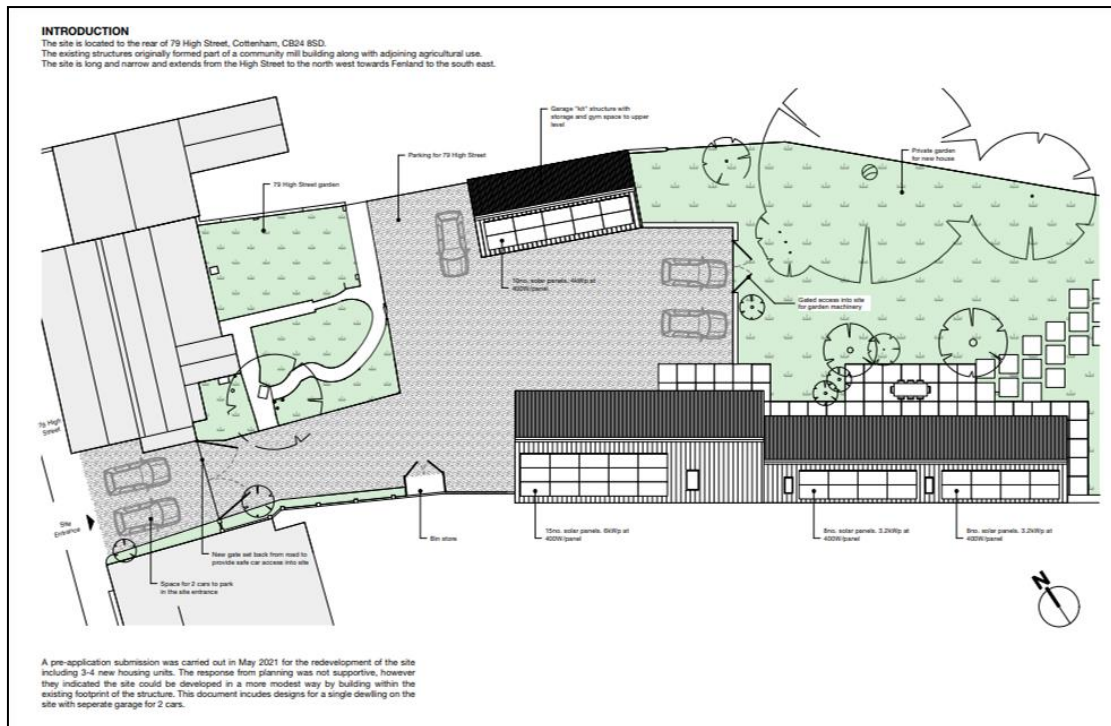 INTRODUCTION
The site is located to the rear of 79 High Street, Cottenham, CB24 8SD.
The existing structures originally formed part of a community mill building along with adjoining agricultural use.
The site is long and narrow and extends from the High Street to the north west towards Fenland to the south east.
Garage "kit" structure with
storage and gym space to upper
level
Parking for 79 High Street
Private garden
for new house
79 High Street garden
10no. solar panels. 4kWp at
400W/panel
Gated access into site
for garden machinery
79 High
Street
Site
Entrance
Bin store
15no. solar panels. 6kWp at
400W/panel
8no. solar panels. 3.2kWp at
400W/panel
8no. solar panels. 3.2kWp at
400W/panel
New gate set back from road to
provide safe car access into site
Space for 2 cars to park
in the site entrance
N
A pre-application submission was carried out in May 2021 for the redevelopment of the site
including 3-4 new housing units. The response from planning was not supportive, however
they indicated the site could be developed in a more modest way by building within the
existing footprint of the structure. This document incudes designs for a single dewlling on the
site with seperate garage for 2 cars.